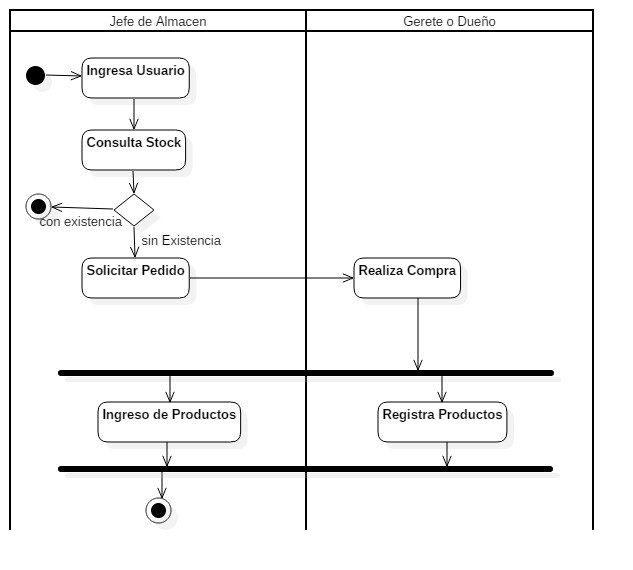 Jefe de Almacen
Gerete o Dueño
Ingresa Usuario
Consulta Stock
con existencia
sin Existencia
Solicitar Pedido
Realiza Compra
Ingreso de Productos
Registra Productos